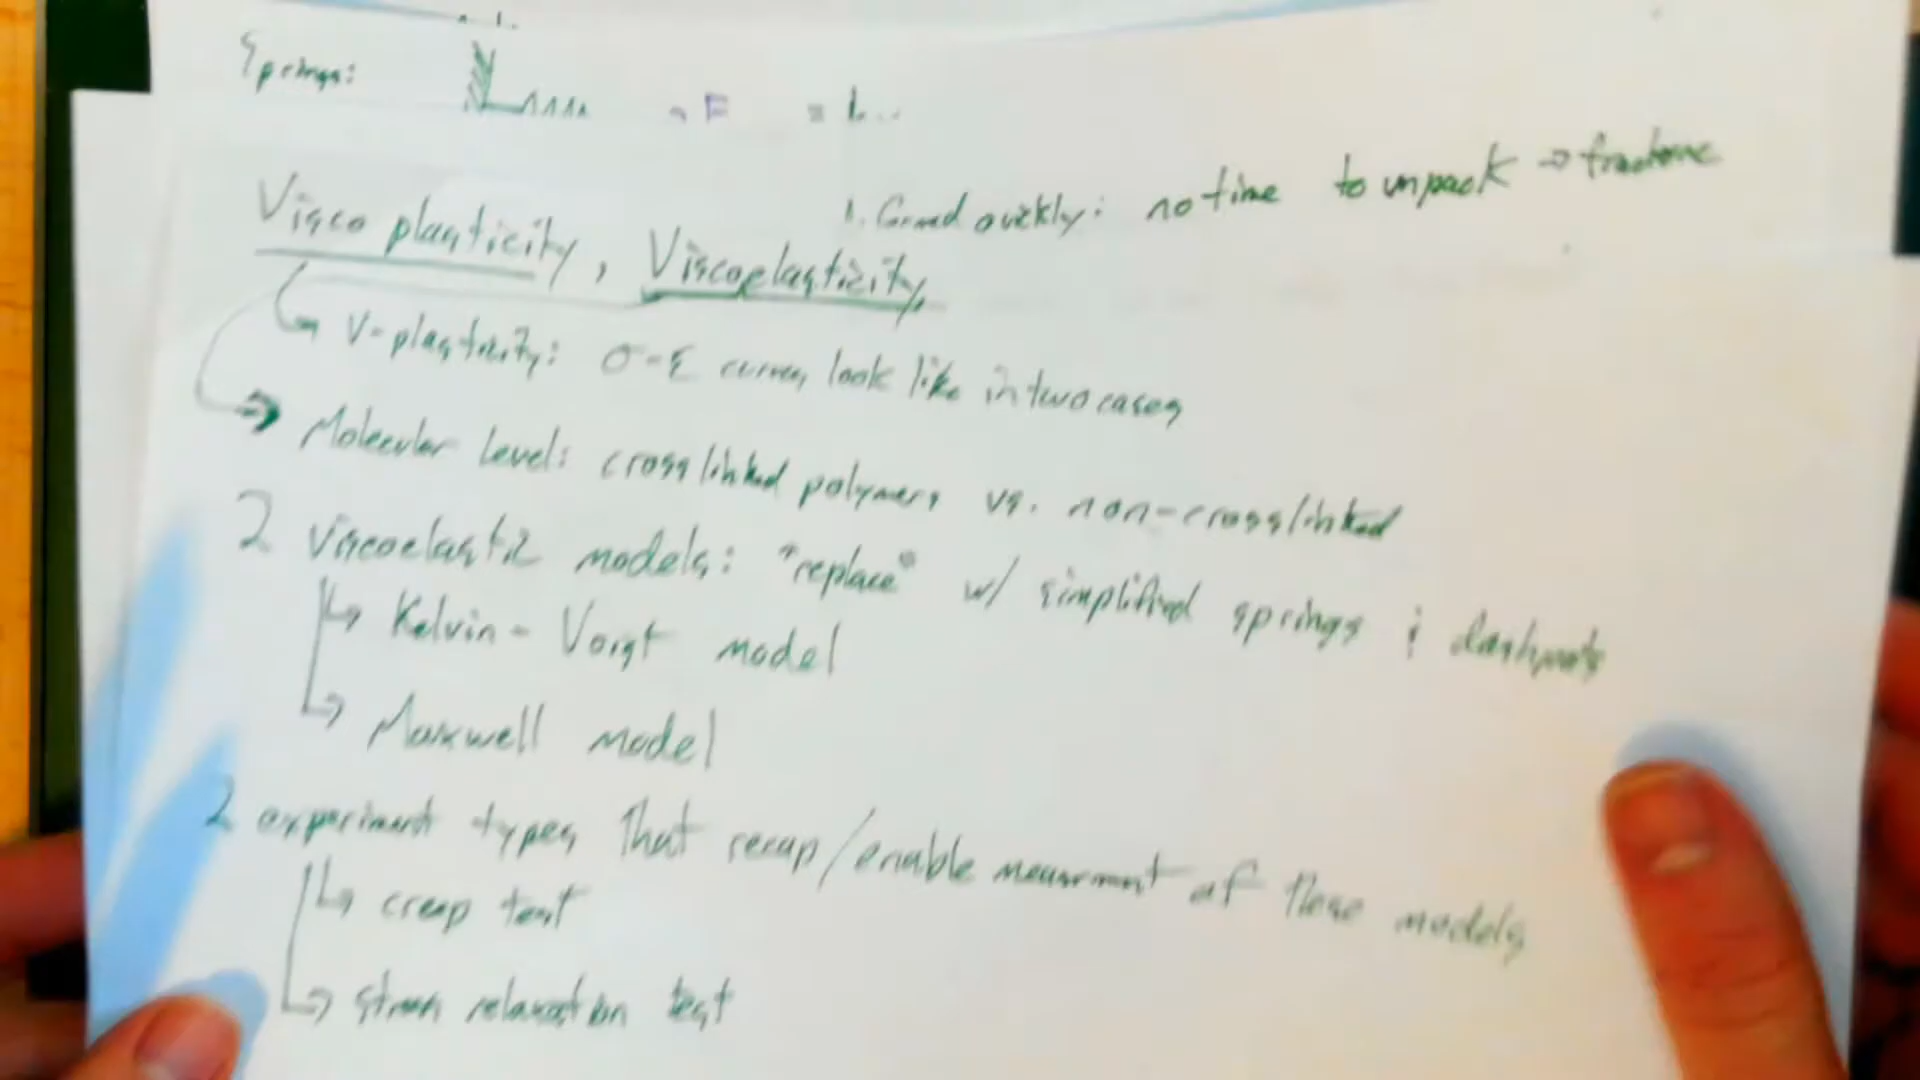 Springs:
F =
1. quickly: no time to unpack → fracture
Visco plasticity, Viscoelasticity
↳ V-plasticity: σ-ε curves look like in two cases
→ Molecular level: crosslinked polymers vs. non-crosslinked
2 viscoelastic models: "replace" w/ simplified springs & dashpots
↳ Kelvin-Voigt model
↳ Maxwell model
2 experiment types that recap/enable measurment of these models
↳ creep test
↳ stress relaxation test